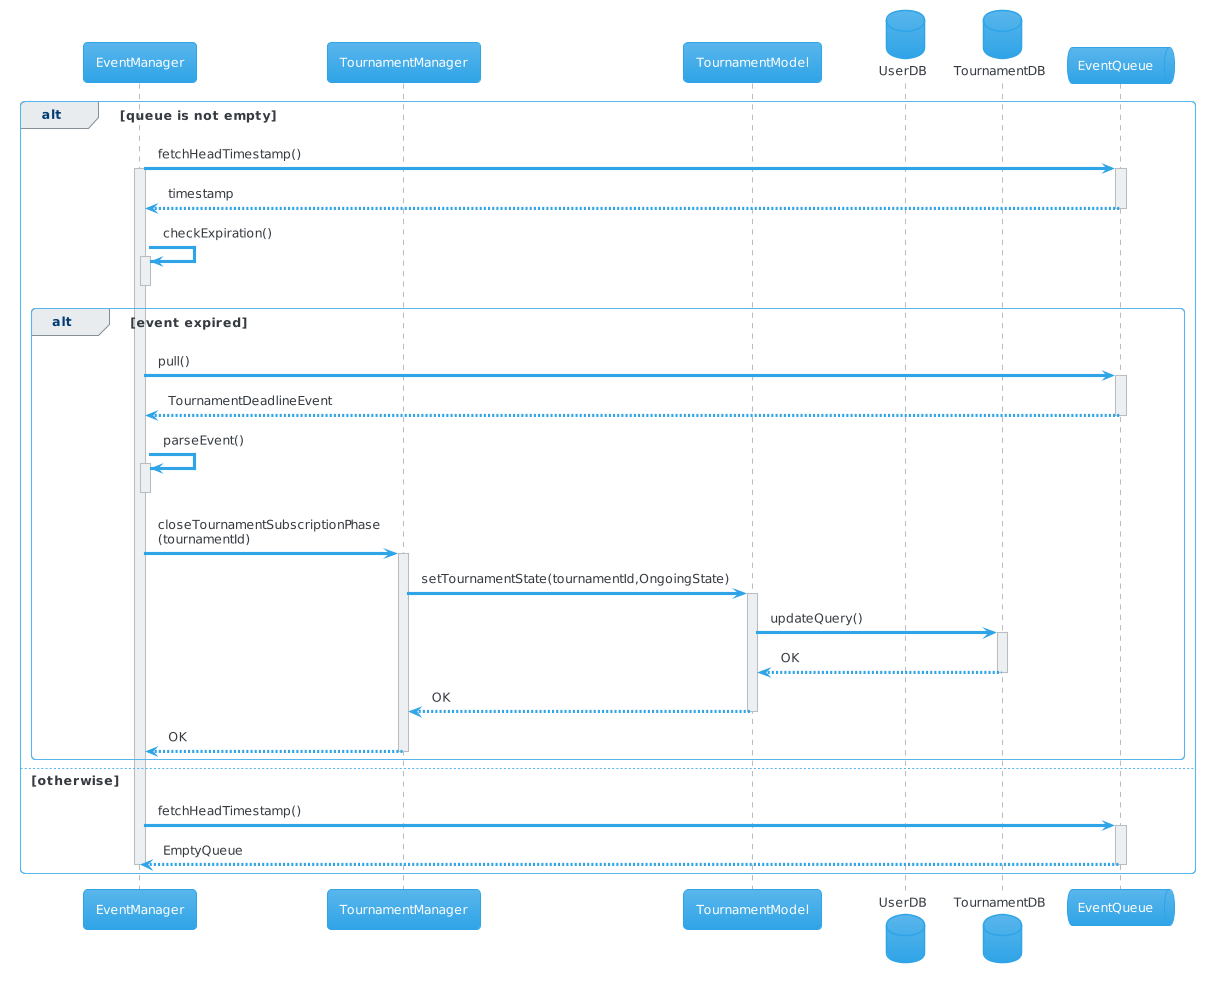 EventManager
TournamentManager
TournamentModel
UserDB
TournamentDB
EventQueue
alt
[queue is not empty]
fetchHeadTimestamp()
timestamp
checkExpiration()
alt
[event expired]
pull()
TournamentDeadlineEvent
parseEvent()
closeTournamentSubscriptionPhase
(tournamentId)
setTournamentState(tournamentId,OngoingState)
updateQuery()
OK
OK
OK
[otherwise]
fetchHeadTimestamp()
EmptyQueue
EventManager
TournamentManager
TournamentModel
UserDB
TournamentDB
EventQueue